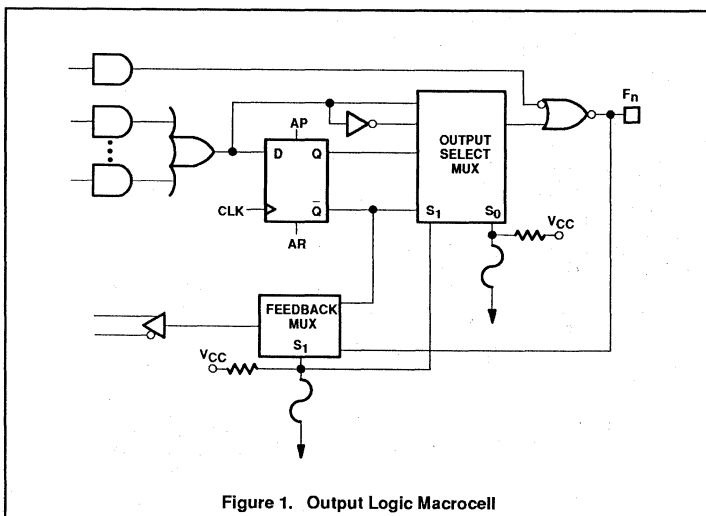 Fn
AP
D Q
OUTPUT
SELECT
MUX
CLK
Q
S1 S0
AR
VCC
FEEDBACK
MUX
S1
VCC
Figure 1. Output Logic Macrocell